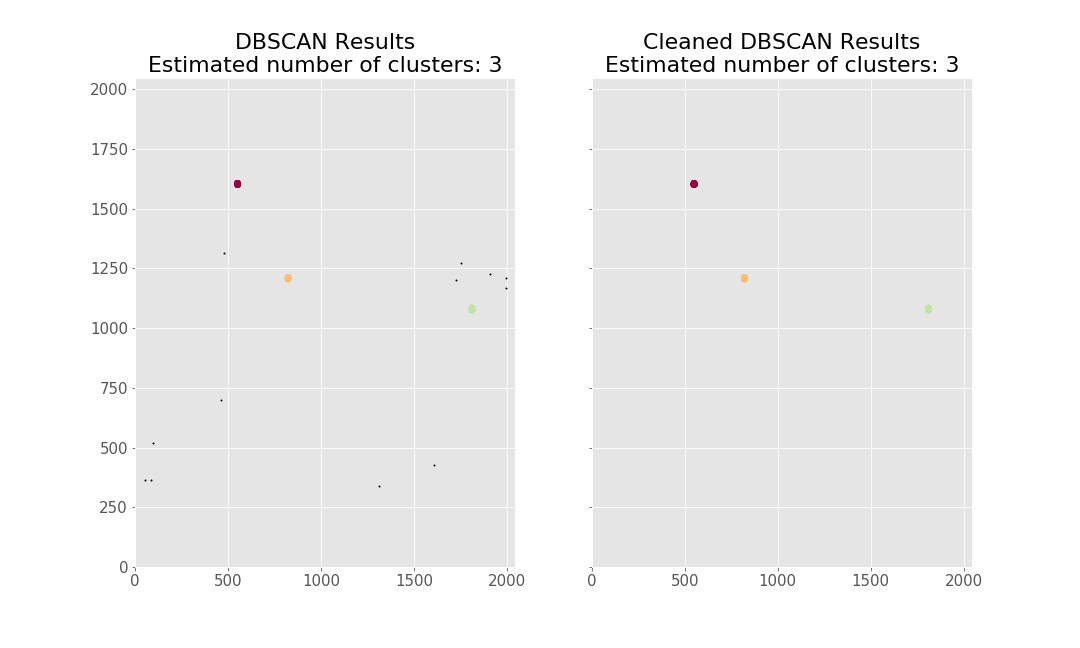 DBSCAN Results
Estimated number of clusters: 3
2000
1750
1500
1250
1000
750
500
250
0
0 500 1000 1500 2000
Cleaned DBSCAN Results
Estimated number of clusters: 3
0 500 1000 1500 2000